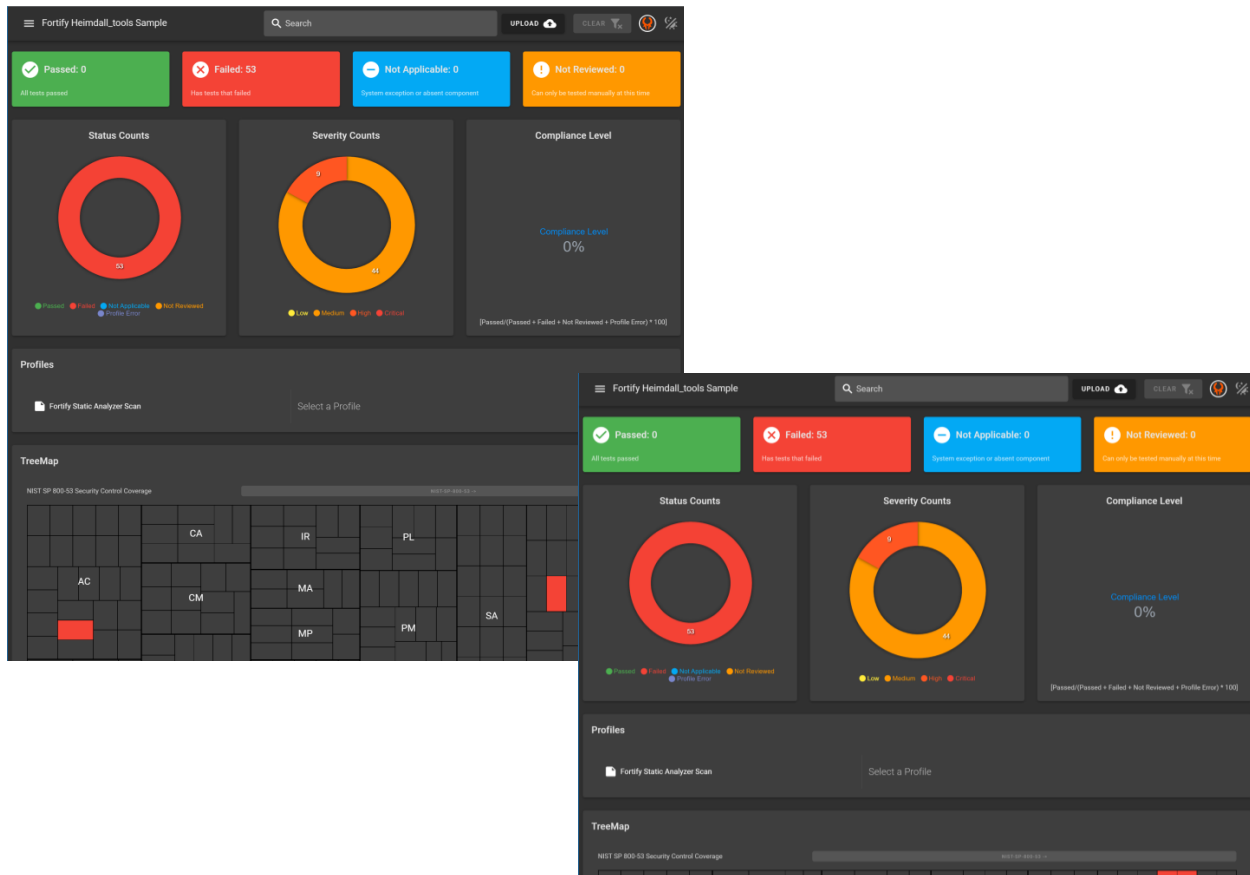 Fortify Heimdall_tools Sample
Search
UPLOAD
CLEAR
Passed: 0
All tests passed
Failed: 53
Has tests that failed
Not Applicable: 0
System exception or absent component
Not Reviewed: 0
Can only be tested manually at this time
Status Counts
53
Passed Failed Not Applicable Not Reviewed
Profile Error
Severity Counts
9
44
Low Medium High Critical
Compliance Level
Compliance Level
0%
[Passed/(Passed + Failed + Not Reviewed + Profile Error) * 100]
Profiles
Fortify Static Analyzer Scan
Select a Profile
TreeMap
NIST SP 800-53 Security Control Coverage
NIST-SP-800-53 ->
CA
IR
PL
AC
MA
CM
SA
PM
MP
Fortify Heimdall_tools Sample
Search
UPLOAD
CLEAR
Passed: 0
All tests passed
Failed: 53
Has tests that failed
Not Applicable: 0
System exception or absent component
Not Reviewed: 0
Can only be tested manually at this time
Status Counts
53
Passed Failed Not Applicable Not Reviewed
Profile Error
Severity Counts
9
44
Low Medium High Critical
Compliance Level
Compliance Level
0%
[Passed/(Passed + Failed + Not Reviewed + Profile Error) * 100]
Profiles
Fortify Static Analyzer Scan
Select a Profile
TreeMap
NIST SP 800-53 Security Control Coverage
NIST-SP-800-53 ->